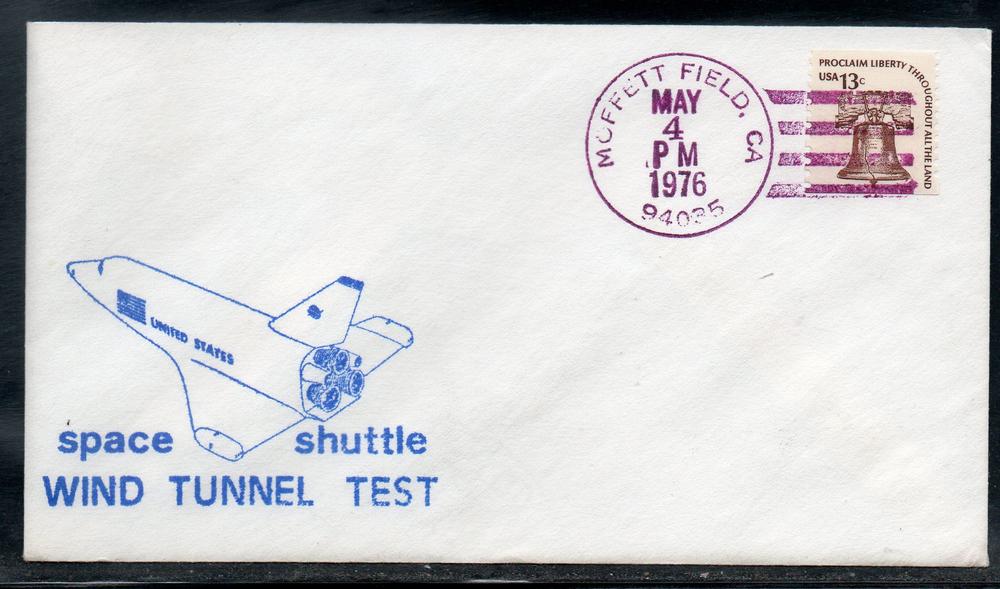 MOFFETT FIELD, CA
MAY
4
PM
1976
94035
PROCLAIM LIBERTY THROUGHOUT ALL THE LAND
USA 13c
UNITED STATES
space shuttle
WIND TUNNEL TEST